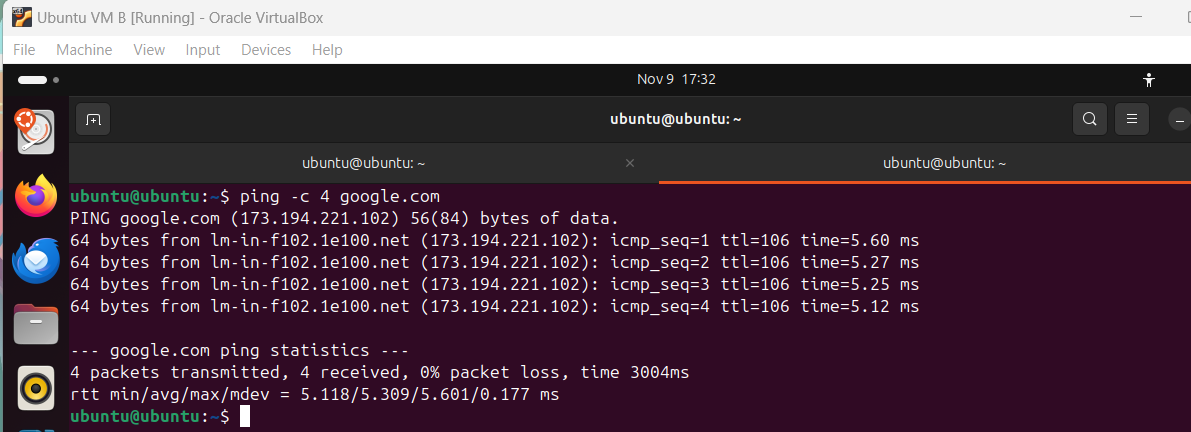 Ubuntu VM B [Running] - Oracle VirtualBox
File Machine View Input Devices Help
Nov 9 17:32
ubuntu@ubuntu: ~
ubuntu@ubuntu: ~ ×
ubuntu@ubuntu: ~
ubuntu@ubuntu:~$ ping -c 4 google.com
PING google.com (173.194.221.102) 56(84) bytes of data.
64 bytes from lm-in-f102.1e100.net (173.194.221.102): icmp_seq=1 ttl=106 time=5.60 ms
64 bytes from lm-in-f102.1e100.net (173.194.221.102): icmp_seq=2 ttl=106 time=5.27 ms
64 bytes from lm-in-f102.1e100.net (173.194.221.102): icmp_seq=3 ttl=106 time=5.25 ms
64 bytes from lm-in-f102.1e100.net (173.194.221.102): icmp_seq=4 ttl=106 time=5.12 ms
--- google.com ping statistics ---
4 packets transmitted, 4 received, 0% packet loss, time 3004ms
rtt min/avg/max/mdev = 5.118/5.309/5.601/0.177 ms
ubuntu@ubuntu:~$